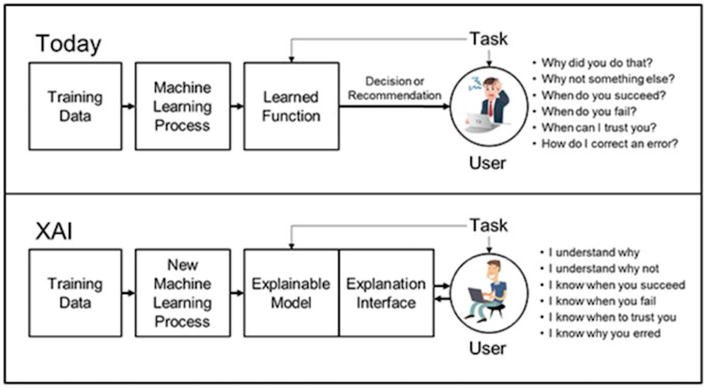 Today
Task
Training
Data
Machine
Learning
Process
Learned
Function
Decision or
Recommendation
User
• Why did you do that?
• Why not something else?
• When do you succeed?
• When do you fail?
• When can I trust you?
• How do I correct an error?
XAI
Task
Training
Data
New
Machine
Learning
Process
Explainable
Model
Explanation
Interface
User
• I understand why
• I understand why not
• I know when you succeed
• I know when you fail
• I know when to trust you
• I know why you erred